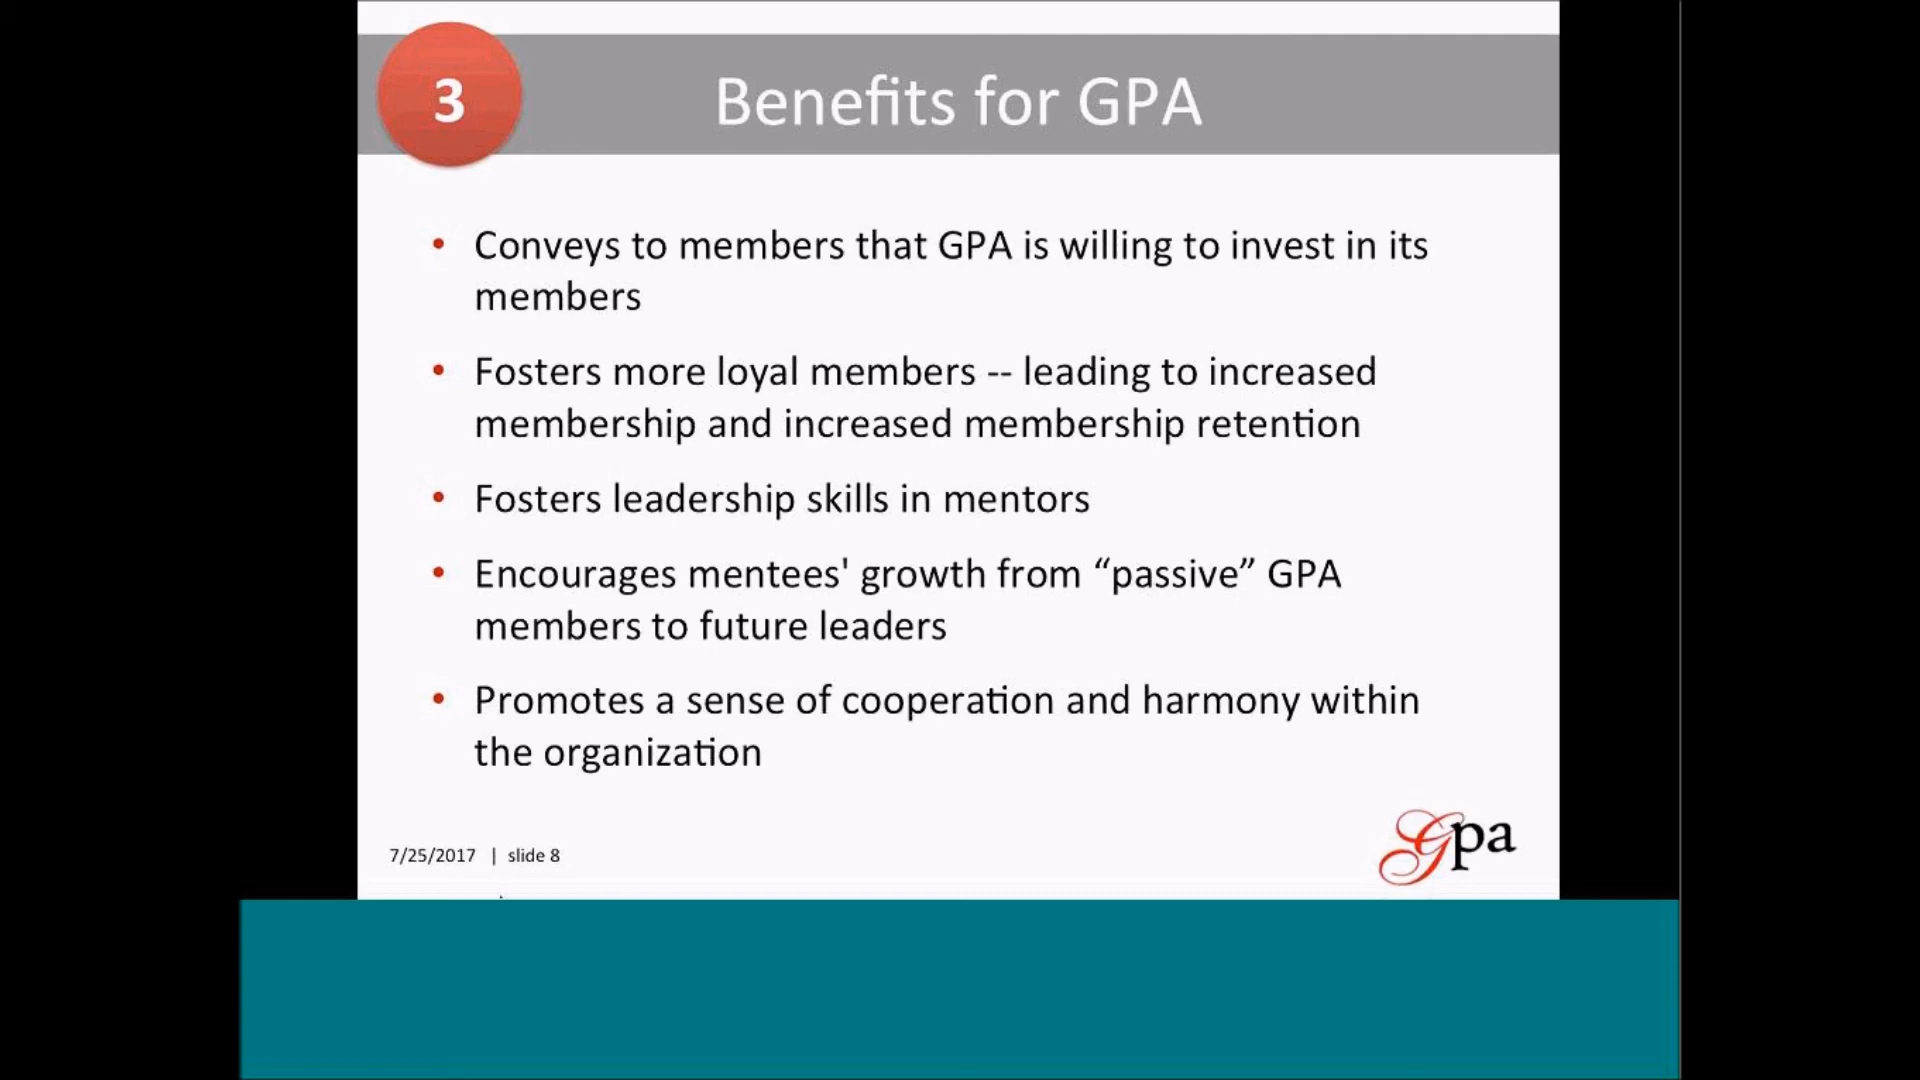 3
Benefits for GPA
• Conveys to members that GPA is willing to invest in its
members
• Fosters more loyal members -- leading to increased
membership and increased membership retention
• Fosters leadership skills in mentors
• Encourages mentees' growth from “passive” GPA
members to future leaders
• Promotes a sense of cooperation and harmony within
the organization
7/25/2017 | slide 8
Gpa